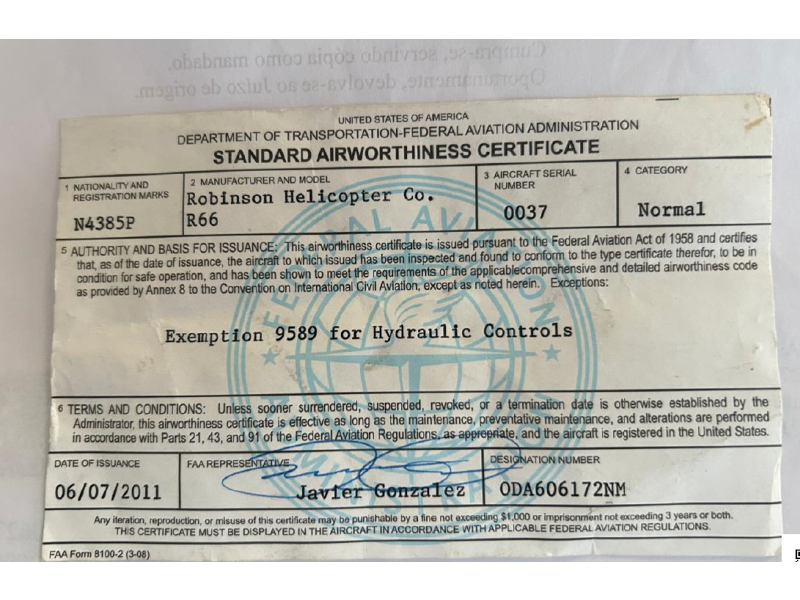 Cumpra-se, servindo cópia como mandado.
Oportunamente, devolva-se ao Juízo de origem.
UNITED STATES OF AMERICA
DEPARTMENT OF TRANSPORTATION-FEDERAL AVIATION ADMINISTRATION
STANDARD AIRWORTHINESS CERTIFICATE
1 NATIONALITY AND REGISTRATION MARKS
N4385P
2 MANUFACTURER AND MODEL
Robinson Helicopter Co.
R66
3 AIRCRAFT SERIAL NUMBER
0037
4 CATEGORY
Normal
5 AUTHORITY AND BASIS FOR ISSUANCE: This airworthiness certificate is issued pursuant to the Federal Aviation Act of 1958 and certifies
that, as of the date of issuance, the aircraft to which issued has been inspected and found to conform to the type certificate therefor, to be in
condition for safe operation, and has been shown to meet the requirements of the applicablecomprehensive and detailed airworthiness code
as provided by Annex 8 to the Convention on International Civil Aviation, except as noted herein. Exceptions:
Exemption 9589 for Hydraulic Controls
6 TERMS AND CONDITIONS: Unless sooner surrendered, suspended, revoked, or a termination date is otherwise established by the
Administrator, this airworthiness certificate is effective as long as the maintenance, preventative maintenance, and alterations are performed
in accordance with Parts 21, 43, and 91 of the Federal Aviation Regulations, as appropriate, and the aircraft is registered in the United States.
DATE OF ISSUANCE
06/07/2011
FAA REPRESENTATIVE
Javier Gonzalez
DESIGNATION NUMBER
ODA606172NM
Any iteration, reproduction, or misuse of this certificate may be punishable by a fine not exceeding $1,000 or imprisonment not exceeding 3 years or both.
THIS CERTIFICATE MUST BE DISPLAYED IN THE AIRCRAFT IN ACCORDANCE WITH APPLICABLE FEDERAL AVIATION REGULATIONS.
FAA Form 8100-2 (3-08)